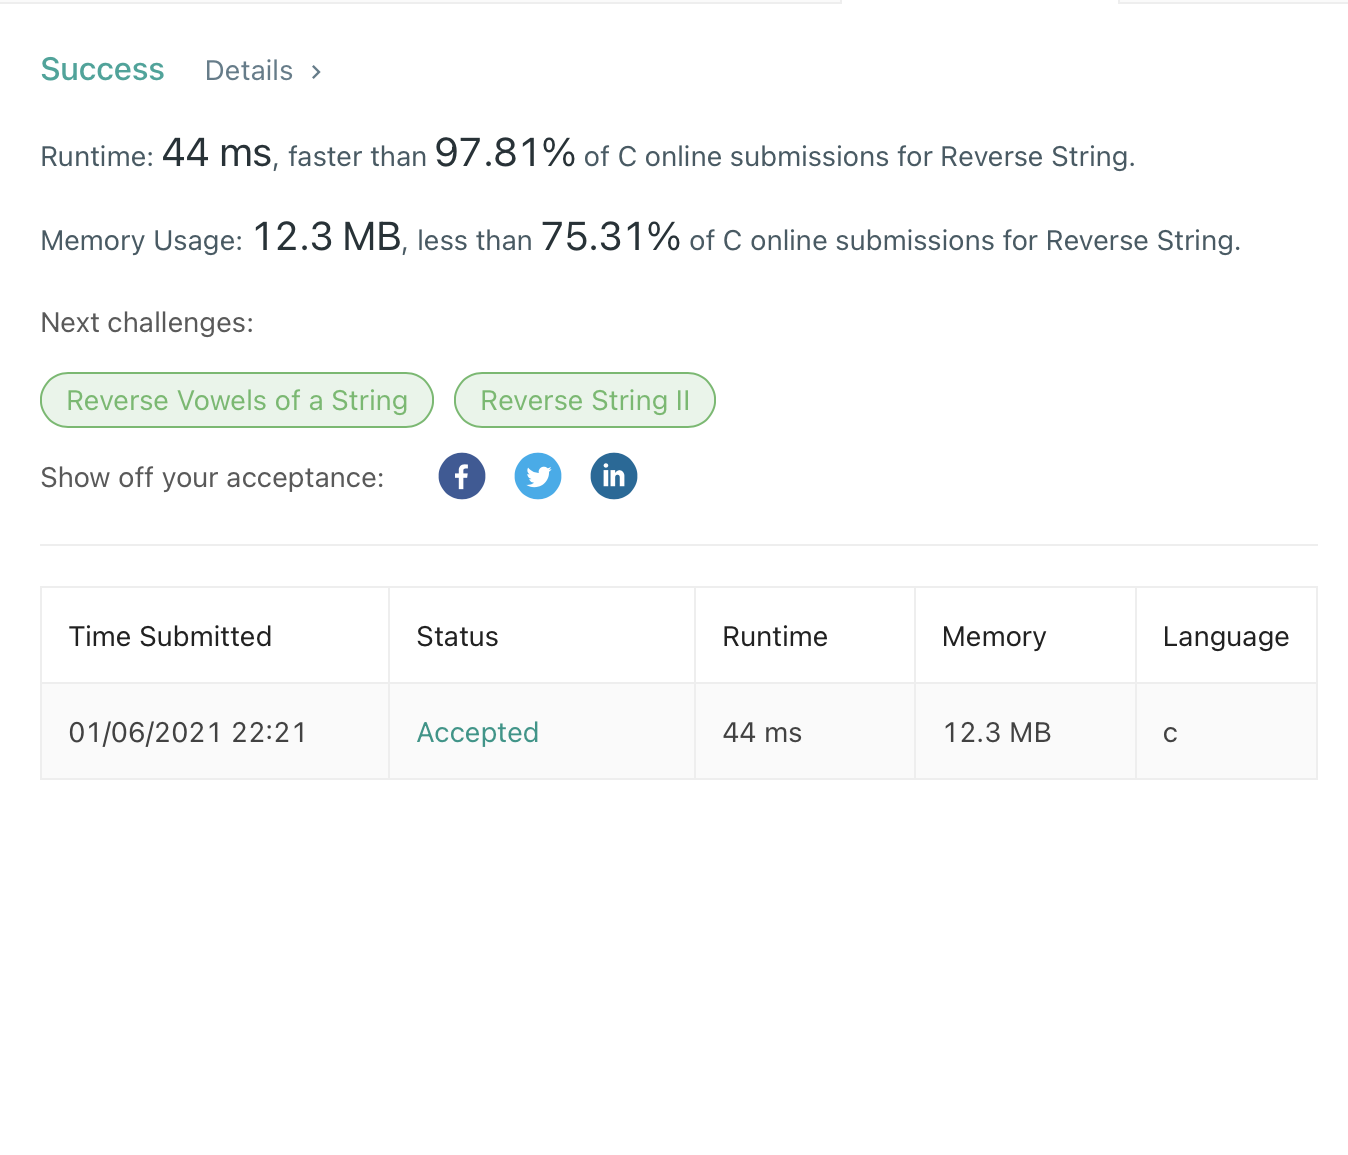 Success Details >
Runtime: 44 ms, faster than 97.81% of C online submissions for Reverse String.
Memory Usage: 12.3 MB, less than 75.31% of C online submissions for Reverse String.
Next challenges:
Reverse Vowels of a String Reverse String II
Show off your acceptance: f in
Time Submitted Status Runtime Memory Language
01/06/2021 22:21 Accepted 44 ms 12.3 MB c